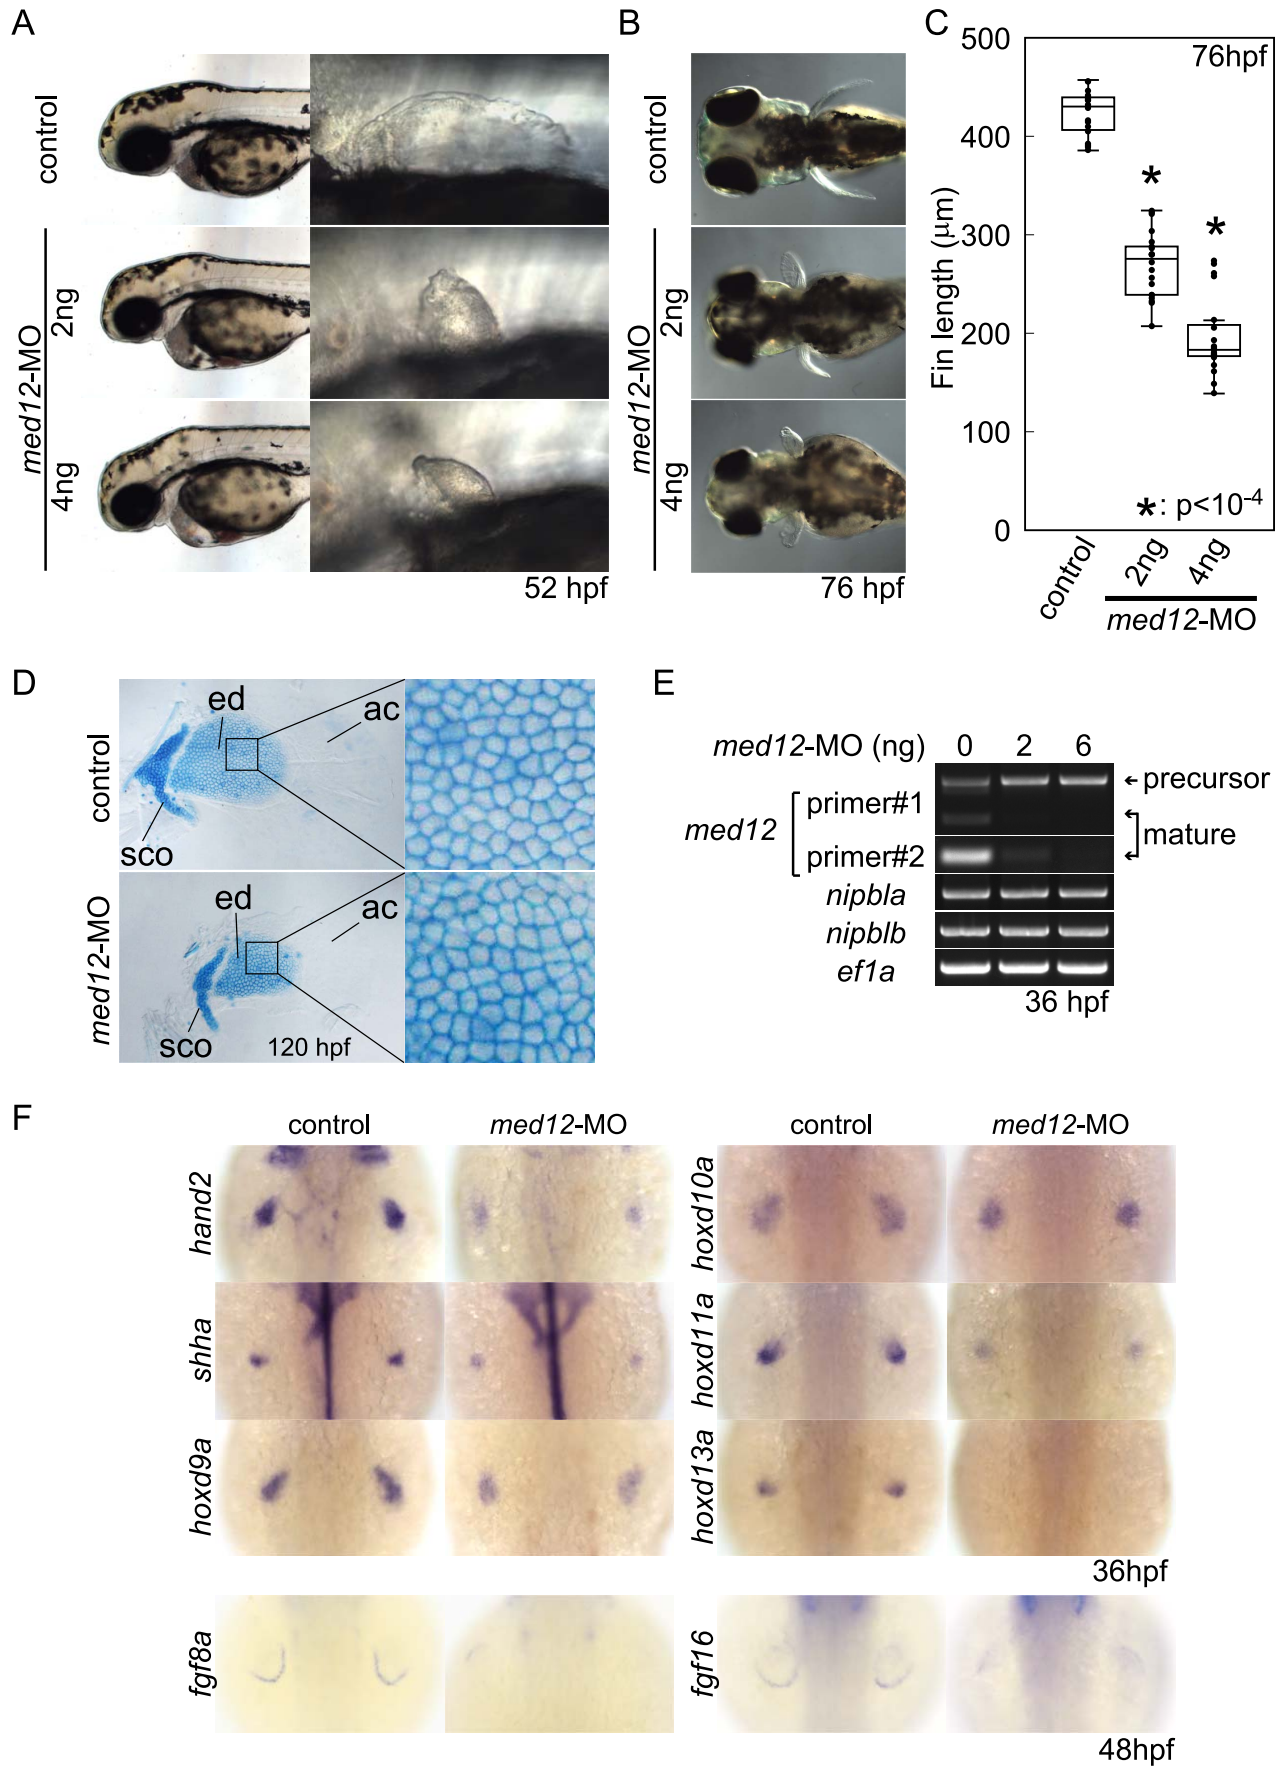 A
control
med12-MO
2ng
4ng
52 hpf
B
control
med12-MO
2ng
4ng
76 hpf
C
76hpf
Fin length (μm)
500
400
300
200
100
0
*
*
*: p<10-4
control
2ng
4ng
med12-MO
D
control
ed
ac
sco
med12-MO
ed
ac
sco
120 hpf
E
med12-MO (ng) 0 2 6
precursor
med12
primer#1
mature
primer#2
nipbla
nipblb
ef1a
36 hpf
F
control med12-MO control med12-MO
hand2
hoxd10a
shha
hoxd11a
hoxd9a
hoxd13a
36hpf
fgf8a
fgf16
48hpf